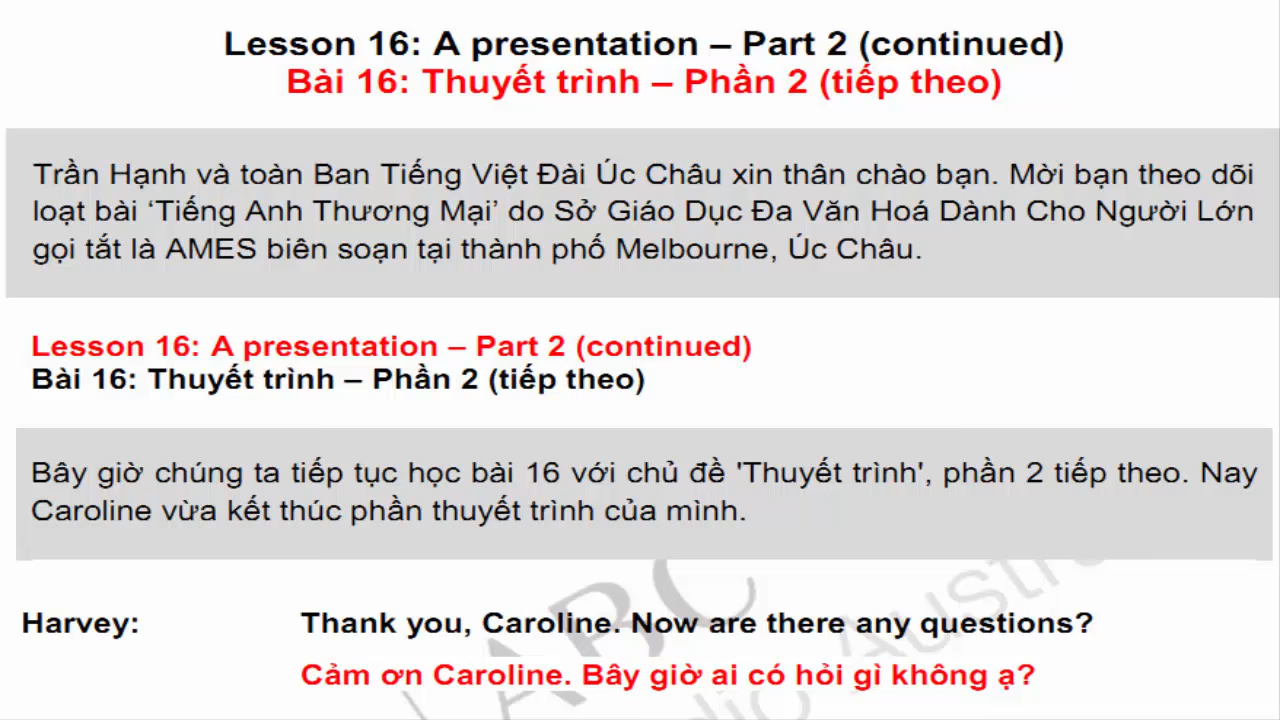 Lesson 16: A presentation – Part 2 (continued)
Bài 16: Thuyết trình – Phần 2 (tiếp theo)
Trần Hạnh và toàn Ban Tiếng Việt Đài Úc Châu xin thân chào bạn. Mời bạn theo dõi
loạt bài ‘Tiếng Anh Thương Mại’ do Sở Giáo Dục Đa Văn Hoá Dành Cho Người Lớn
gọi tắt là AMES biên soạn tại thành phố Melbourne, Úc Châu.
Lesson 16: A presentation – Part 2 (continued)
Bài 16: Thuyết trình – Phần 2 (tiếp theo)
Bây giờ chúng ta tiếp tục học bài 16 với chủ đề 'Thuyết trình', phần 2 tiếp theo. Nay
Caroline vừa kết thúc phần thuyết trình của mình.
Harvey: Thank you, Caroline. Now are there any questions?
Cảm ơn Caroline. Bây giờ ai có hỏi gì không ạ?
ABC